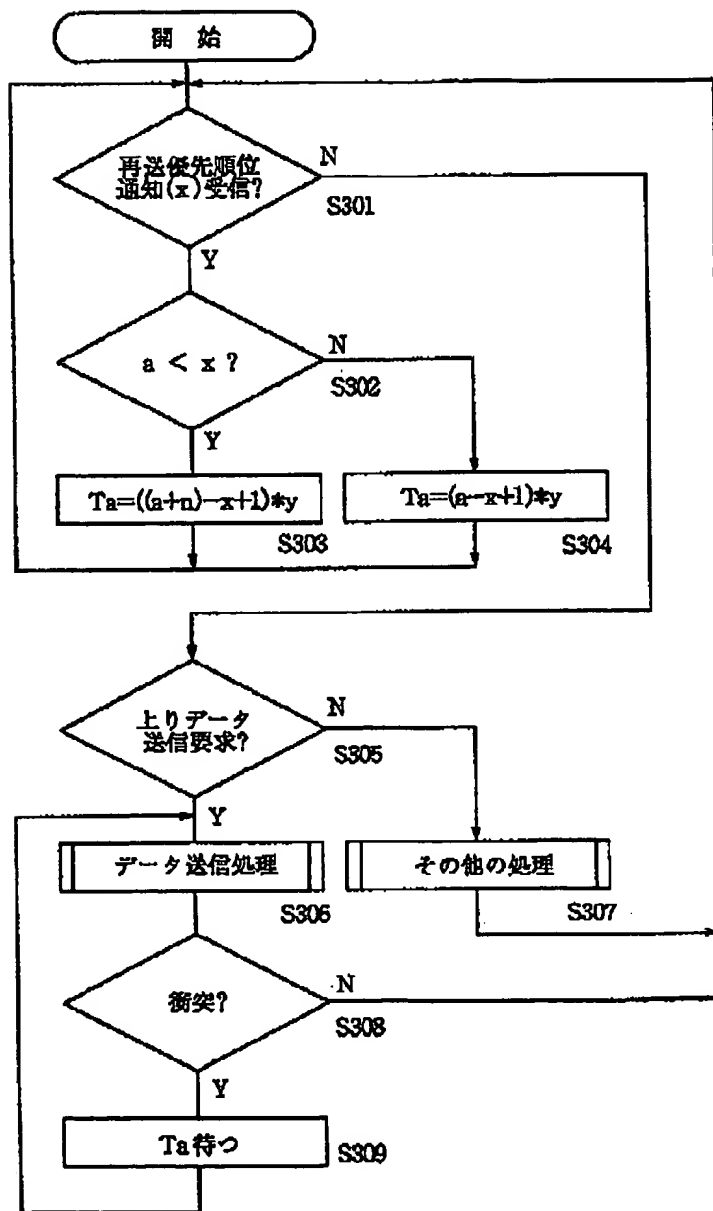 開 始
再送優先順位
通知(x)受信?
N
S301
Y
a < x ?
N
S302
Y
Ta=((a+n)-x+1)*y
S303
Ta=(a-x+1)*y
S304
上りデータ
送信要求?
N
S305
Y
データ送信処理
S306
その他の処理
S307
衝突?
N
S308
Y
Ta待つ
S309